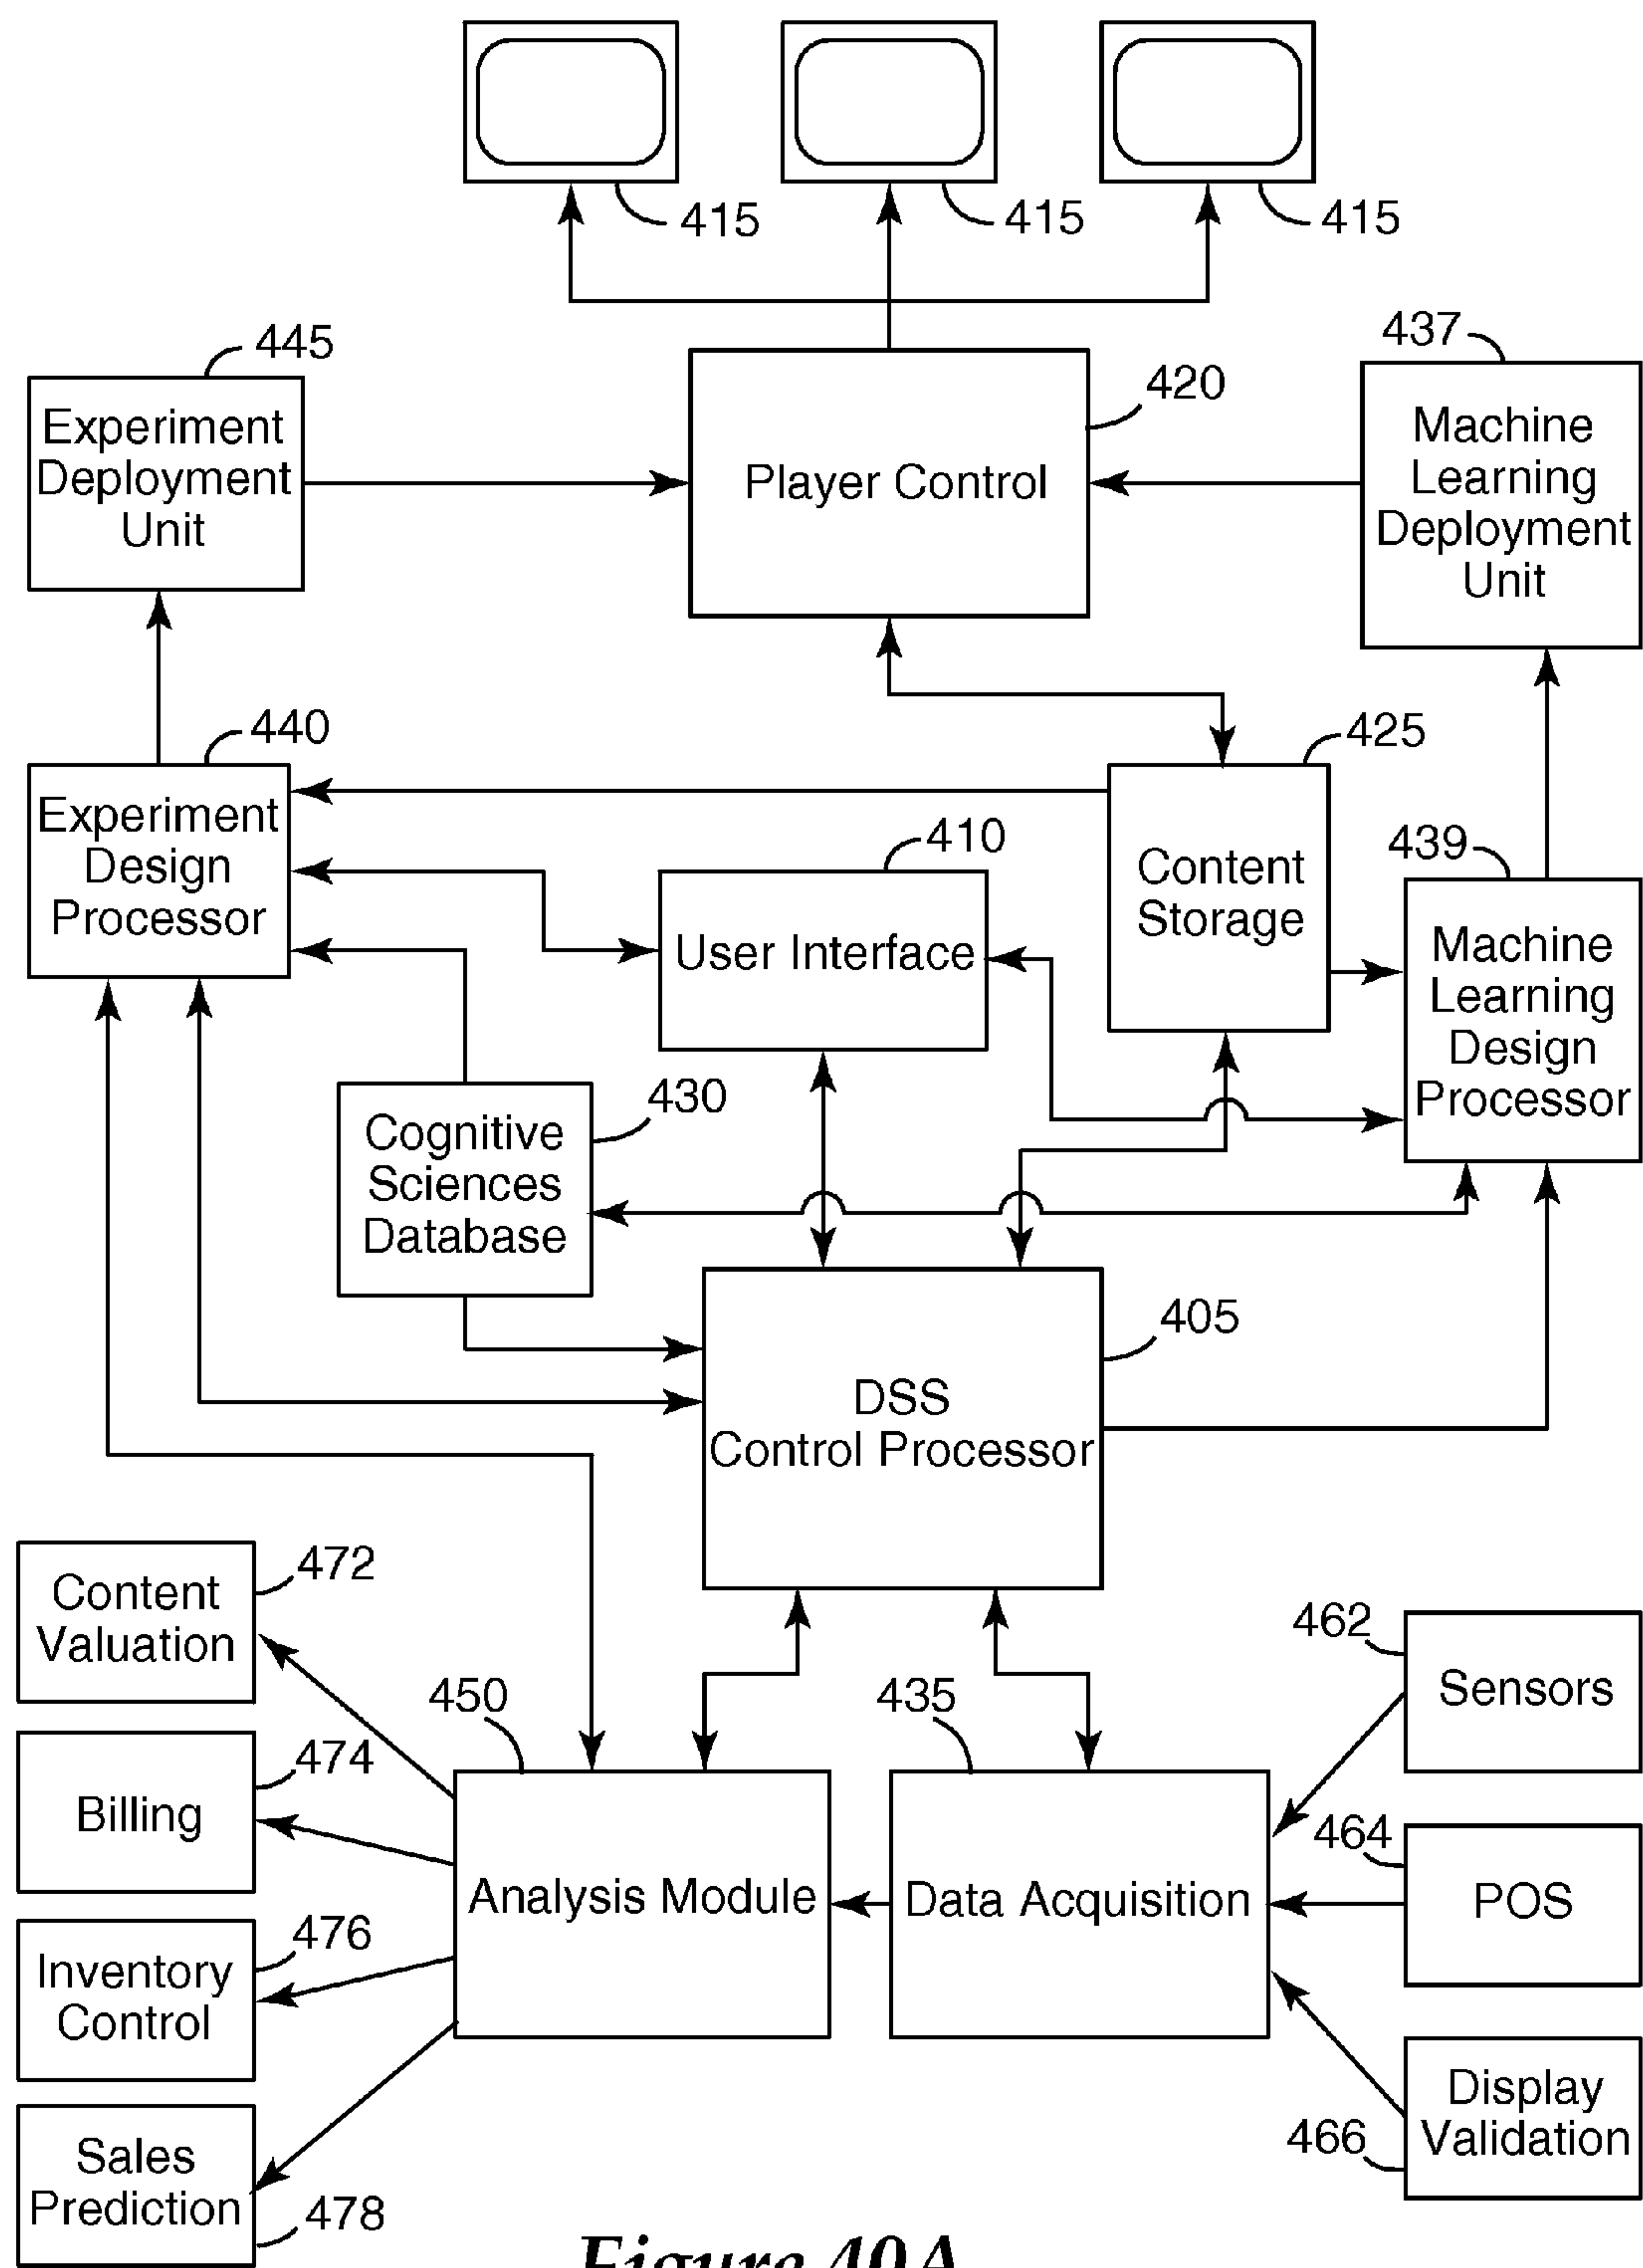 415
415
415
445
437
420
Experiment
Deployment
Unit
Player Control
Machine
Learning
Deployment
Unit
440
425
Experiment
Design
Processor
410
439
User Interface
Content
Storage
Machine
Learning
Design
Processor
430
Cognitive
Sciences
Database
405
DSS
Control Processor
472
Content
Valuation
462
Sensors
450
435
474
Billing
464
POS
Analysis Module
Data Acquisition
476
Inventory
Control
Display
Validation
466
Sales
Prediction
478
Figure 40A